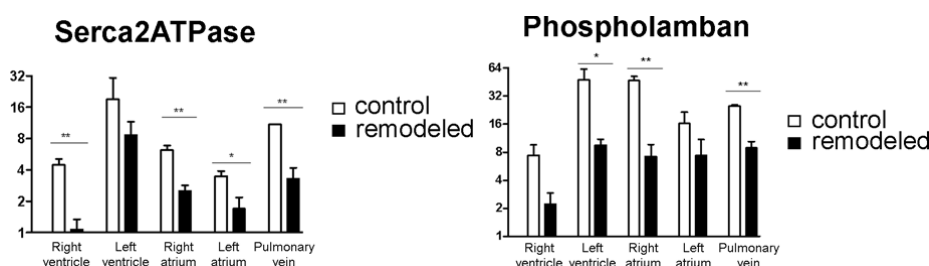 Serca2ATPase
32
16
8
4
2
1
**
**
*
**
Right
ventricle
Left
ventricle
Right
atrium
Left
atrium
Pulmonary
vein
control
remodeled
Phospholamban
64
32
16
8
4
2
1
*
**
**
Right
ventricle
Left
ventricle
Right
atrium
Left
atrium
Pulmonary
vein
control
remodeled